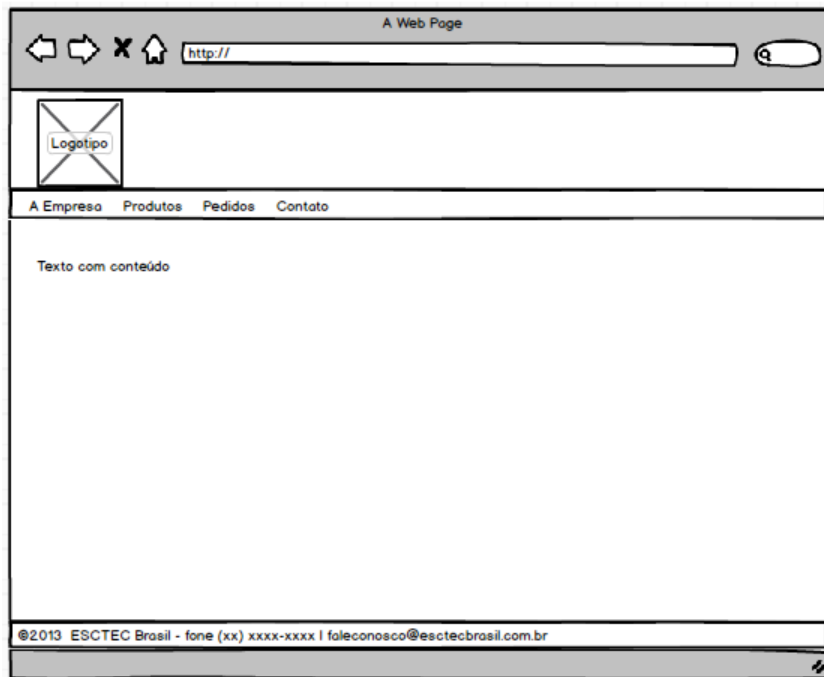 A Web Page
http://
Logotipo
A Empresa Produtos Pedidos Contato
Texto com conteúdo
©2013 ESCTEC Brasil - fone (xx) xxxx-xxxx | faleconosco@esctecbrasil.com.br